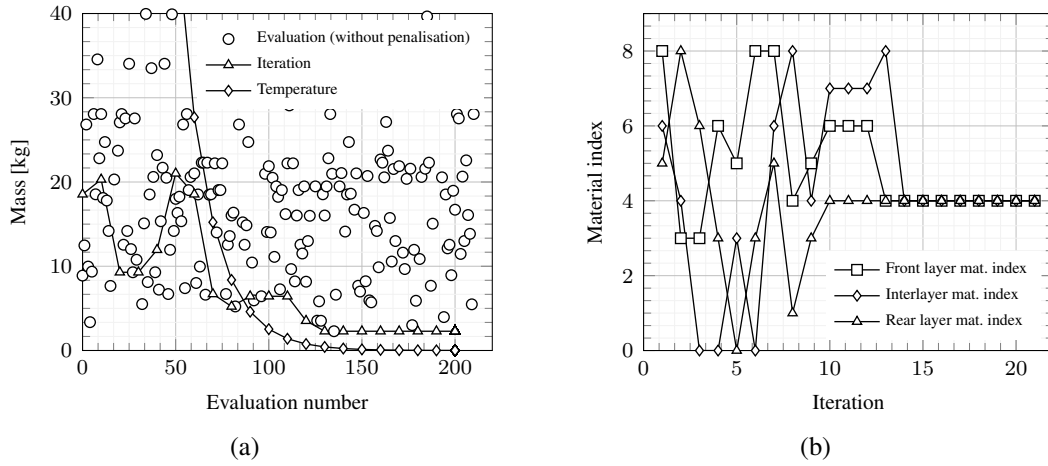 40
30
20
10
0
0
50
100
150
200
Mass [kg]
Evaluation number
Evaluation (without penalisation)
Iteration
Temperature
(a)
8
6
4
2
0
0
5
10
15
20
Material index
Iteration
Front layer mat. index
Interlayer mat. index
Rear layer mat. index
(b)